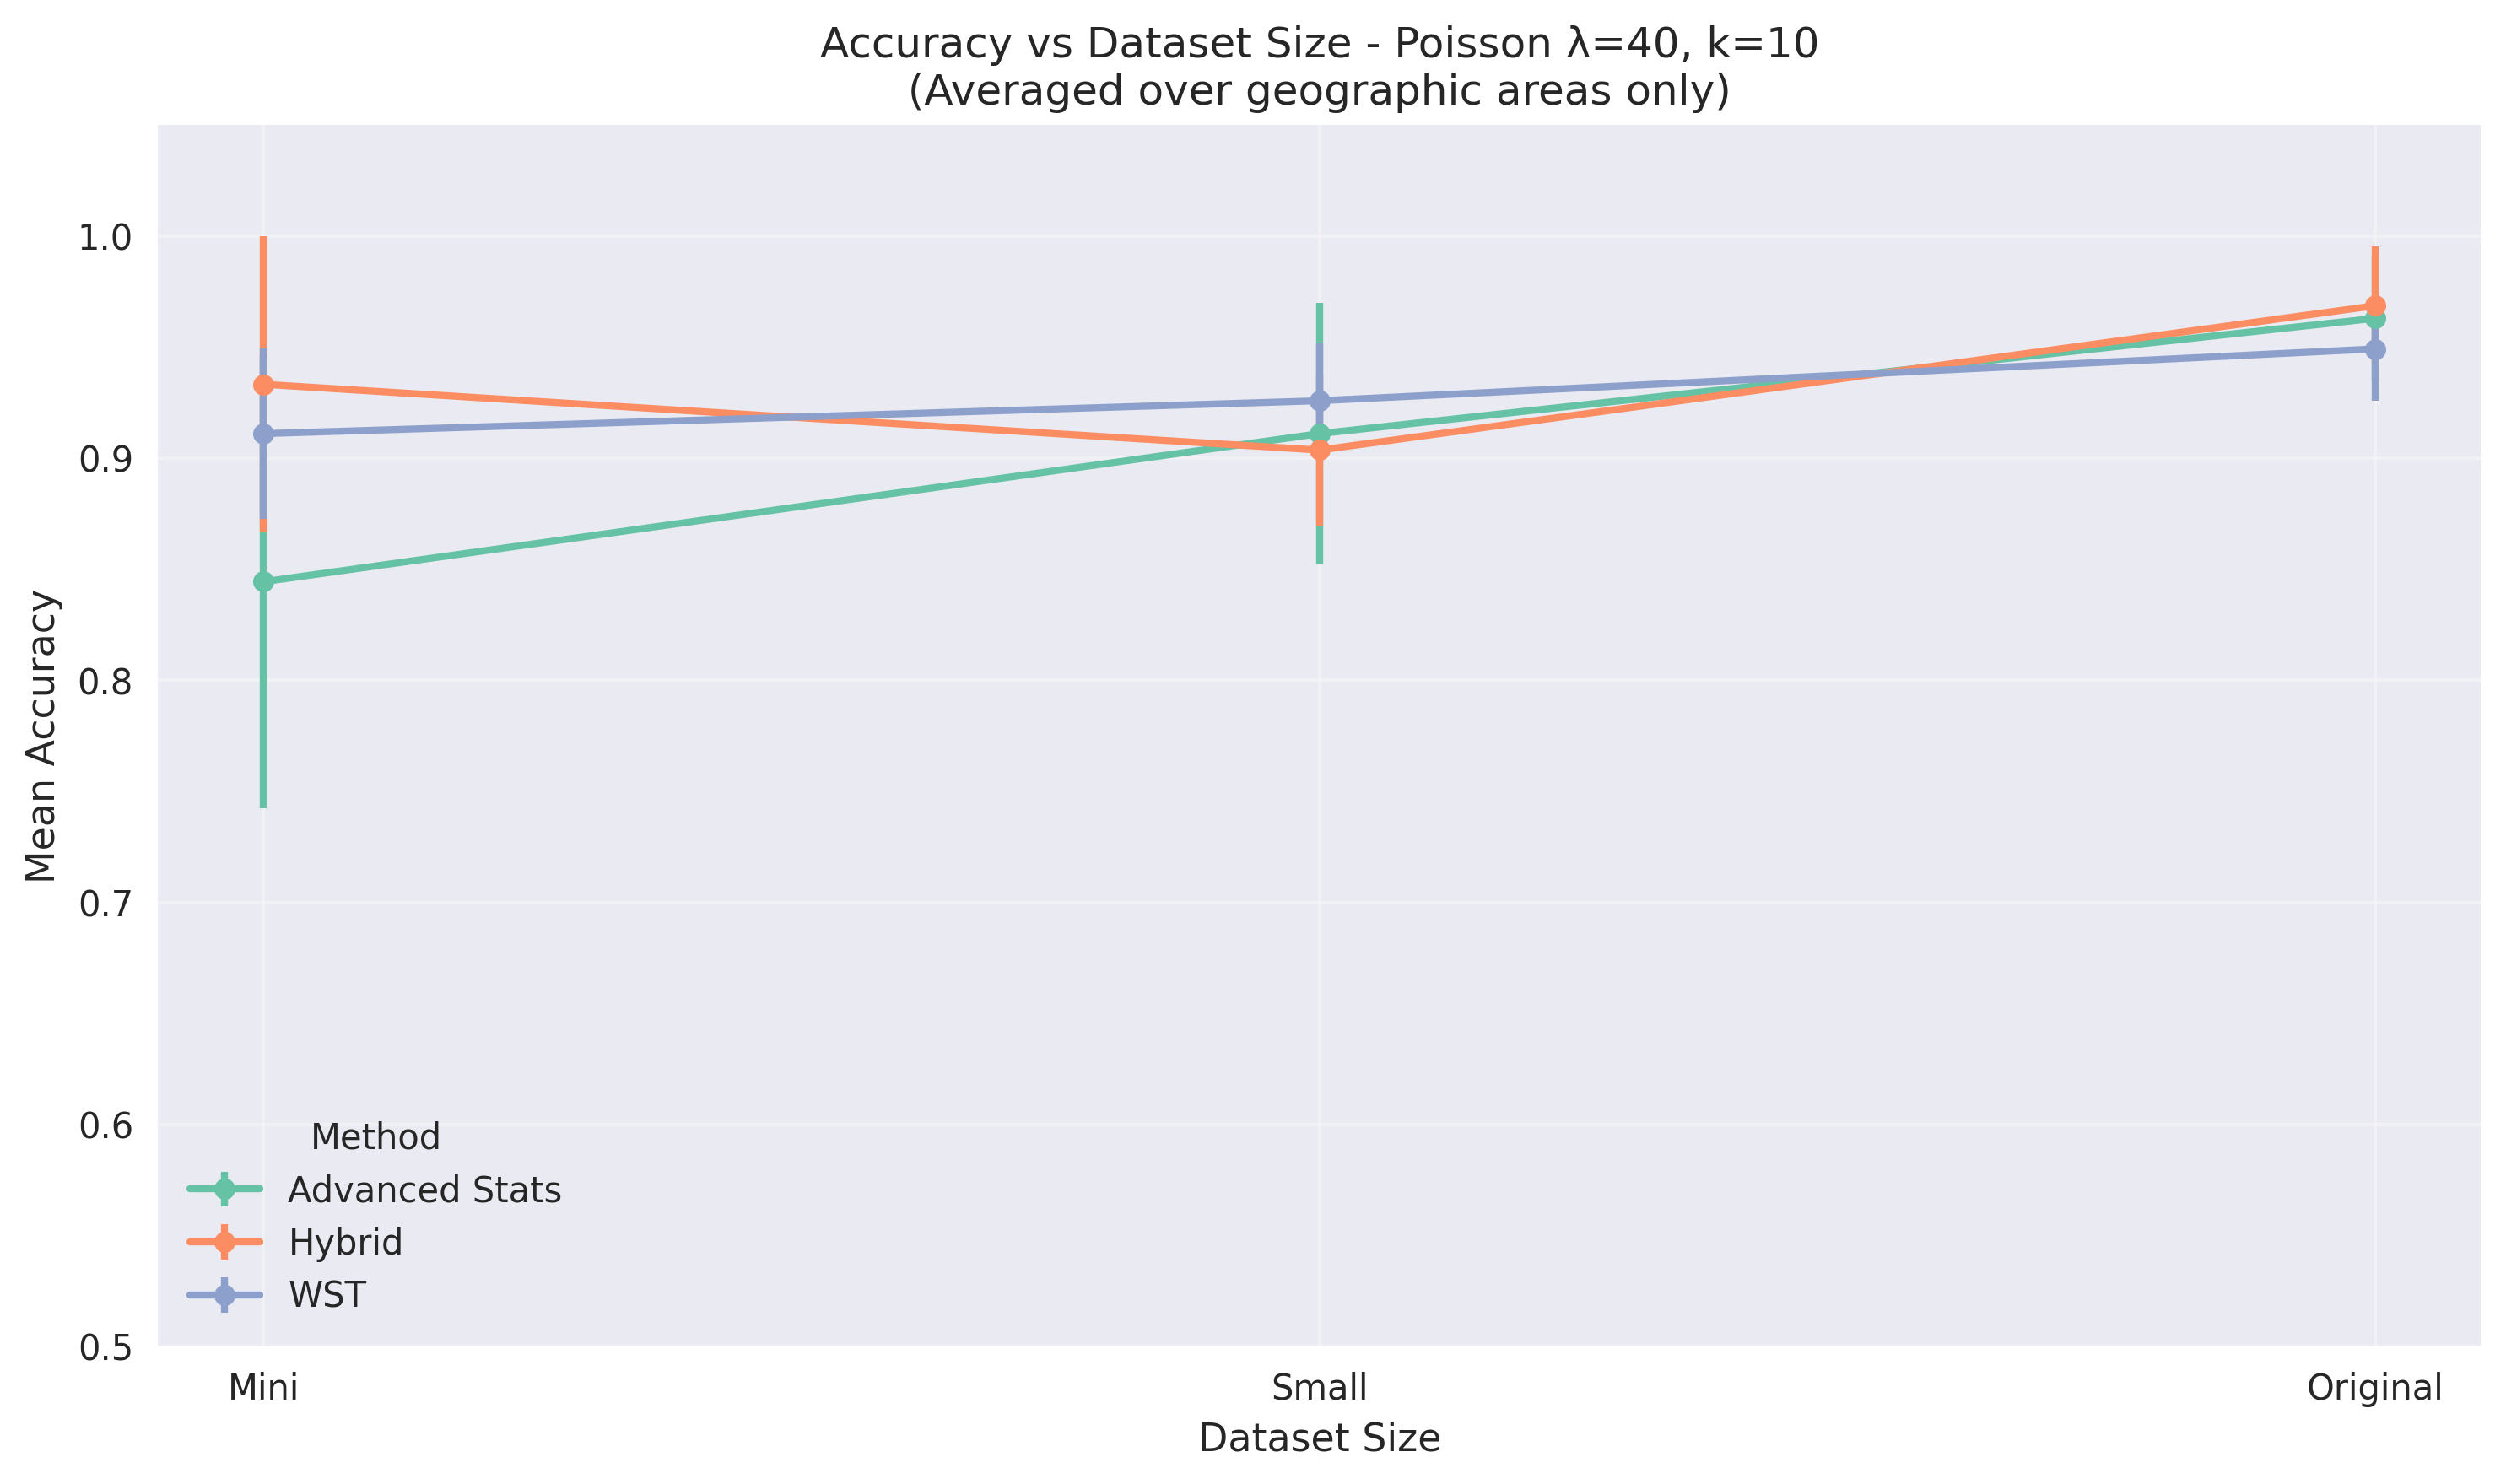 Accuracy vs Dataset Size - Poisson λ=40, k=10
(Averaged over geographic areas only)
Mean Accuracy
1.0
0.9
0.8
0.7
0.6
0.5
Method
Advanced Stats
Hybrid
WST
Mini
Small
Original
Dataset Size